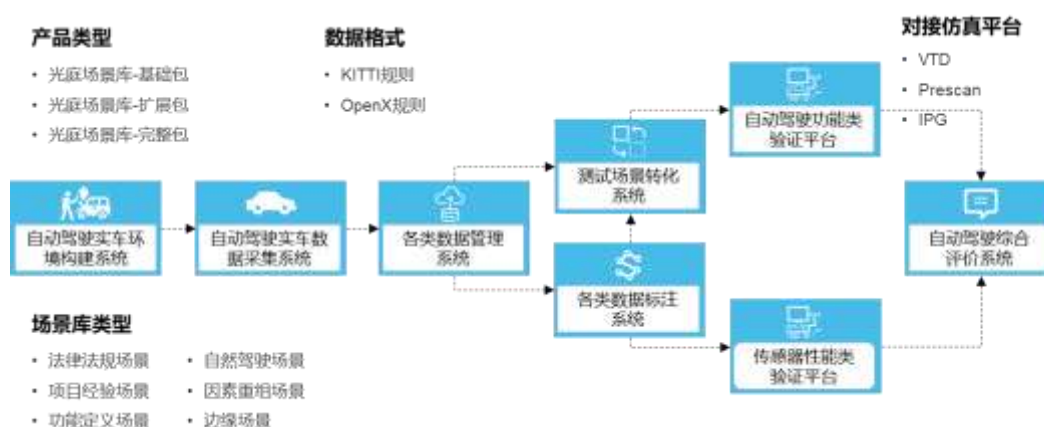 产品类型
• 光庭场景库-基础包
• 光庭场景库-扩展包
• 光庭场景库-完整包
数据格式
• KITTI规则
• OpenX规则
对接仿真平台
• VTD
• Prescan
• IPG
自动驾驶实车环
境构建系统
自动驾驶实车数
据采集系统
各类数据管理
系统
测试场景转化
系统
各类数据标注
系统
自动驾驶功能类
验证平台
传感器性能类
验证平台
自动驾驶综合
评价系统
场景库类型
• 法律法规场景
• 项目经验场景
• 功能定义场景
• 自然驾驶场景
• 因素重组场景
• 边缘场景